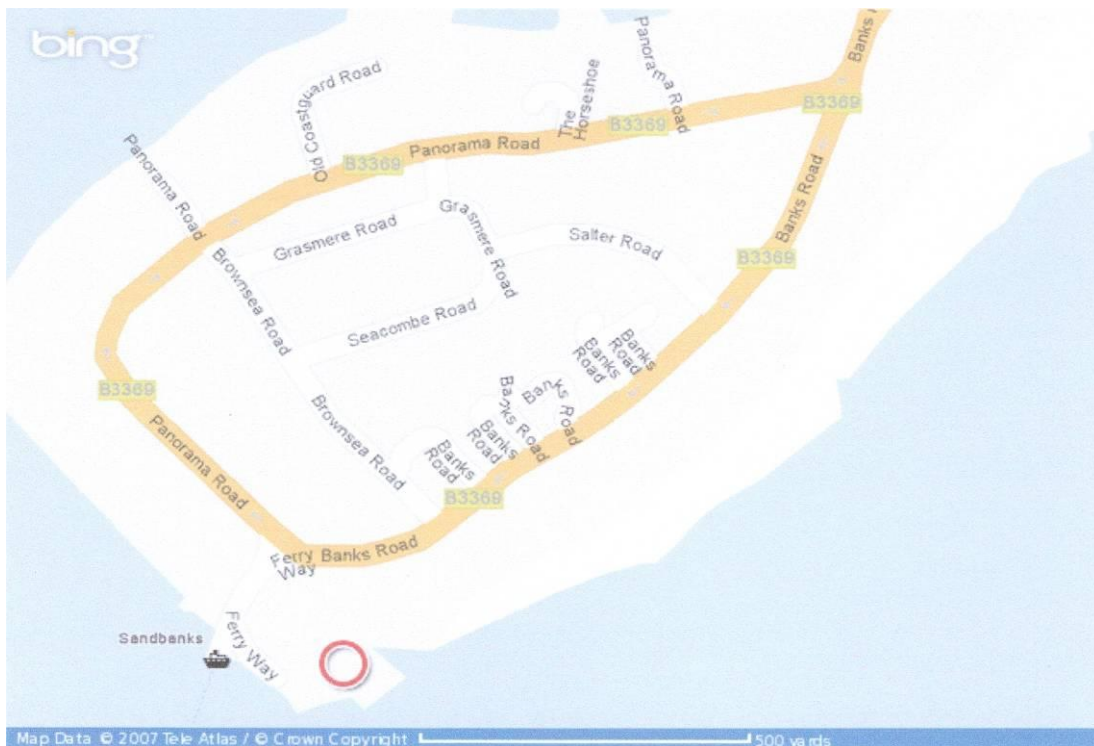 bing
Banks
Panorama Road
Old Coastguard Road
The Horseshoe
B3369
B3369
Panorama Road
Panorama Road
B3369
Banks Road
Grasmere Road
Grasmere Road
Salter Road
B3369
Brownsea Road
Seacombe Road
Banks Road
Banks Road
B3369
Banks Road
Banks Road
Banks Road
Banks Road
Brownsea Road
Panorama Road
B3369
Ferry Way
Banks Road
Sandbanks
Ferry Way
Map Data © 2007 Tele Atlas / © Crown Copyright
500 yards